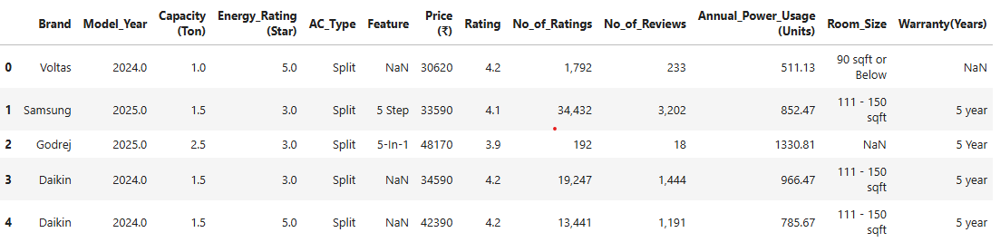 Brand Model_Year Capacity (Ton) Energy_Rating (Star) AC_Type Feature Price (₹) Rating No_of_Ratings No_of_Reviews Annual_Power_Usage (Units) Room_Size Warranty(Years)
0 Voltas 2024.0 1.0 5.0 Split NaN 30620 4.2 1,792 233 511.13 90 sqft or Below NaN
1 Samsung 2025.0 1.5 3.0 Split 5 Step 33590 4.1 34,432 3,202 852.47 111 - 150 sqft 5 year
2 Godrej 2025.0 2.5 3.0 Split 5-In-1 48170 3.9 192 18 1330.81 NaN 5 Year
3 Daikin 2024.0 1.5 3.0 Split NaN 34590 4.2 19,247 1,444 966.47 111 - 150 sqft 5 year
4 Daikin 2024.0 1.5 5.0 Split NaN 42390 4.2 13,441 1,191 785.67 111 - 150 sqft 5 year